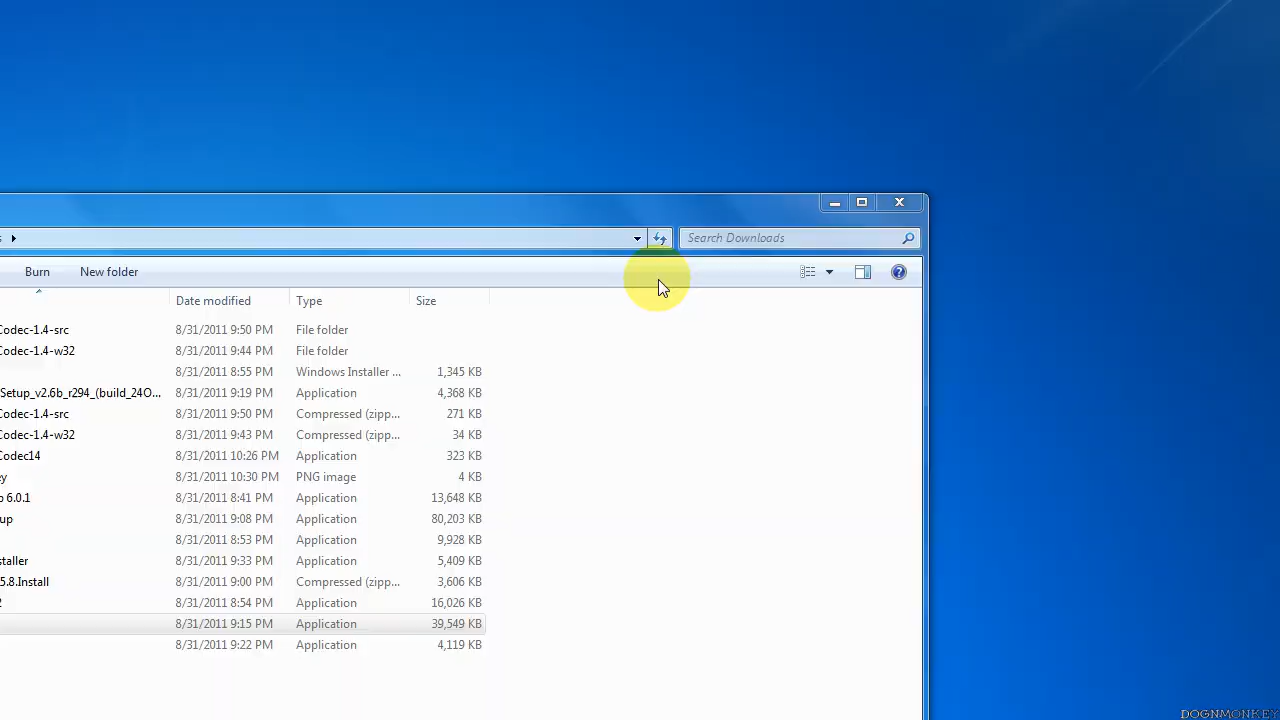 s
Search Downloads
Burn New folder
Date modified Type Size
Codec-1.4-src 8/31/2011 9:50 PM File folder
Codec-1.4-w32 8/31/2011 9:44 PM File folder
8/31/2011 8:55 PM Windows Installer ... 1,345 KB
Setup_v2.6b_r294_(build_24O... 8/31/2011 9:19 PM Application 4,368 KB
Codec-1.4-src 8/31/2011 9:50 PM Compressed (zipp... 271 KB
Codec-1.4-w32 8/31/2011 9:43 PM Compressed (zipp... 34 KB
Codec14 8/31/2011 10:26 PM Application 323 KB
ey 8/31/2011 10:30 PM PNG image 4 KB
6.0.1 8/31/2011 8:41 PM Application 13,648 KB
up 8/31/2011 9:08 PM Application 80,203 KB
8/31/2011 8:53 PM Application 9,928 KB
staller 8/31/2011 9:33 PM Application 5,409 KB
5.8.Install 8/31/2011 9:00 PM Compressed (zipp... 3,606 KB
2 8/31/2011 8:54 PM Application 16,026 KB
8/31/2011 9:15 PM Application 39,549 KB
8/31/2011 9:22 PM Application 4,119 KB
DOGNMONKEY